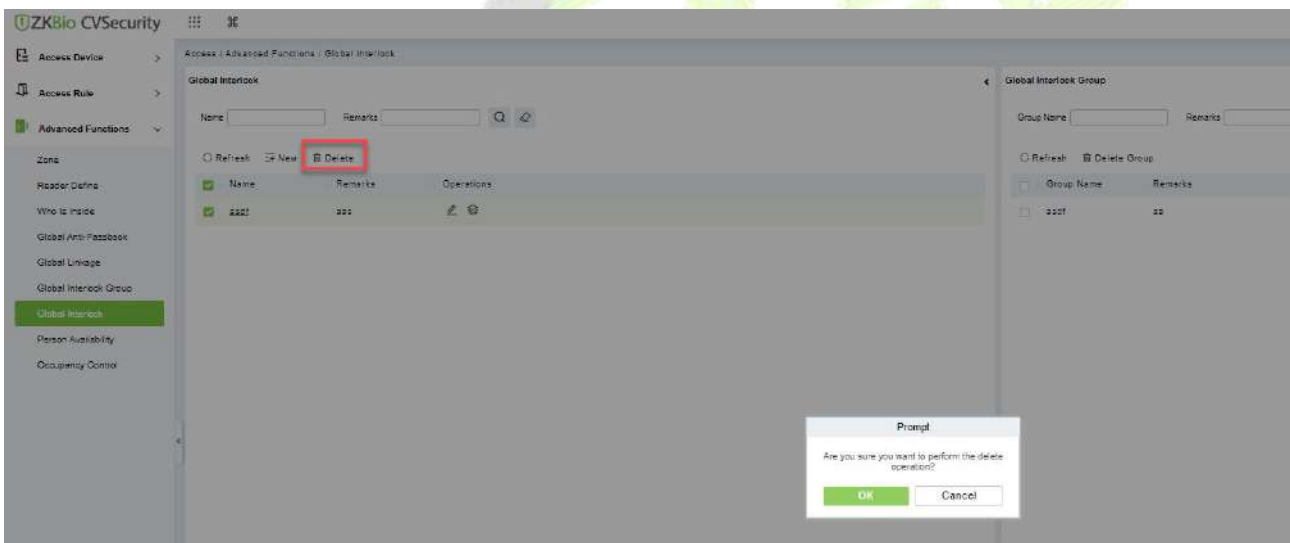 ZKBio CVSecurity
Access Device
Access Rule
Advanced Functions
Zone
Reader Define
Who Is Inside
Global Anti-Passback
Global Linkage
Global Interlock Group
Global Interlock
Person Availability
Occupancy Control
Access / Advanced Functions / Global Interlock
Global Interlock
Name Remarks
Refresh New Delete
Name Remarks Operations
Global Interlock Group
Group Name Remarks
Refresh Delete Group
Group Name Remarks
Prompt
Are you sure you want to perform the delete
operation?
OK Cancel